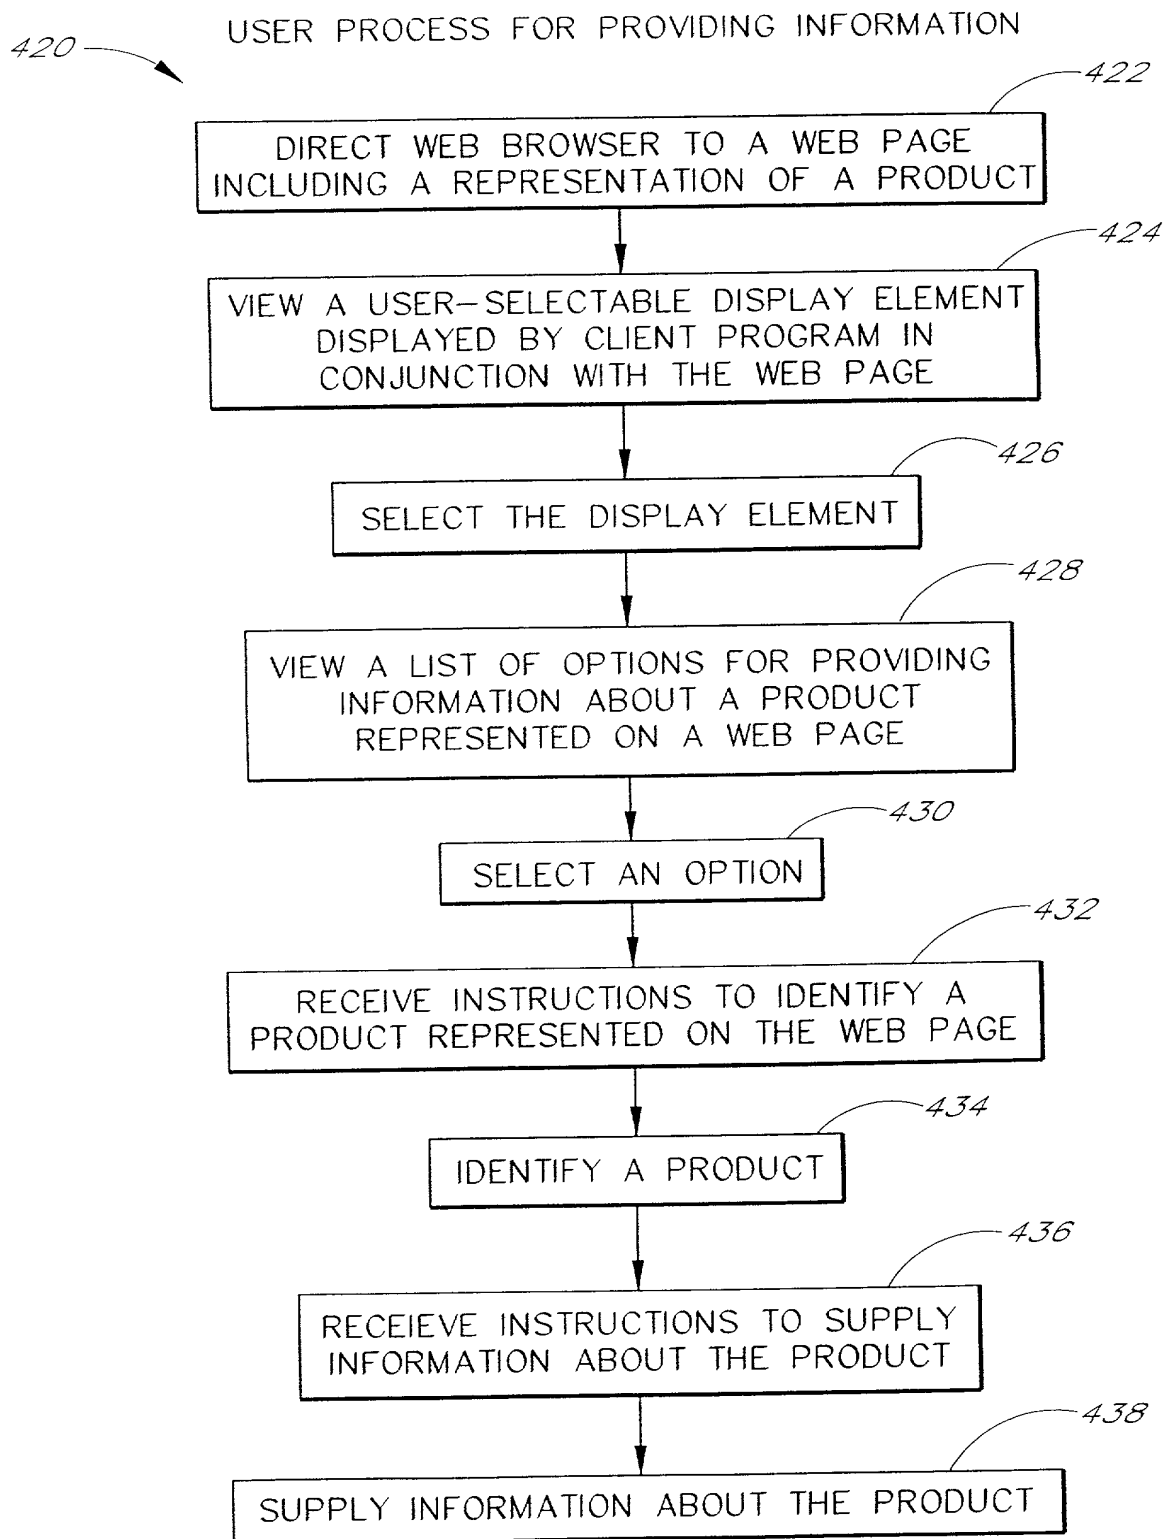 USER PROCESS FOR PROVIDING INFORMATION
420
422
DIRECT WEB BROWSER TO A WEB PAGE
INCLUDING A REPRESENTATION OF A PRODUCT
424
VIEW A USER-SELECTABLE DISPLAY ELEMENT
DISPLAYED BY CLIENT PROGRAM IN
CONJUNCTION WITH THE WEB PAGE
426
SELECT THE DISPLAY ELEMENT
428
VIEW A LIST OF OPTIONS FOR PROVIDING
INFORMATION ABOUT A PRODUCT
REPRESENTED ON A WEB PAGE
430
SELECT AN OPTION
432
RECEIVE INSTRUCTIONS TO IDENTIFY A
PRODUCT REPRESENTED ON THE WEB PAGE
434
IDENTIFY A PRODUCT
436
RECEIEVE INSTRUCTIONS TO SUPPLY
INFORMATION ABOUT THE PRODUCT
438
SUPPLY INFORMATION ABOUT THE PRODUCT